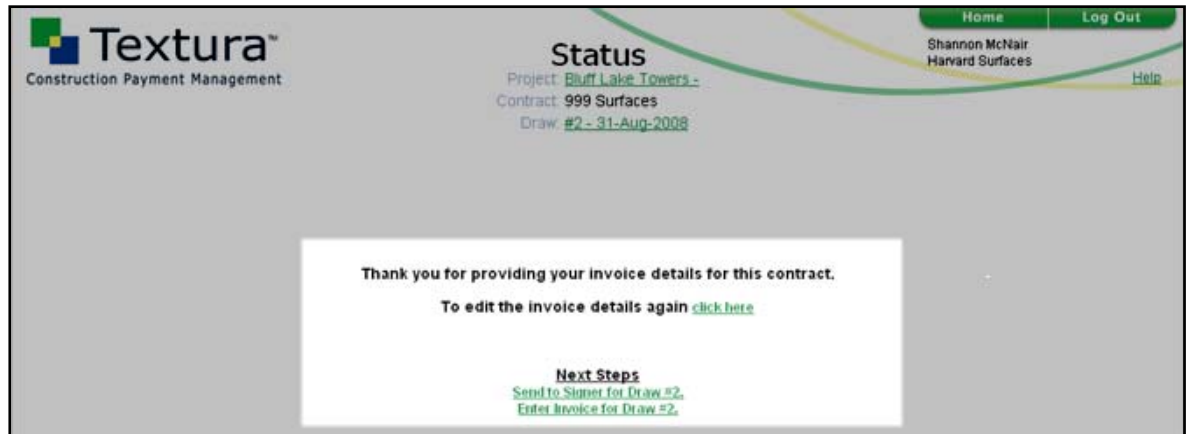 Textura™
Construction Payment Management
Status
Project: Bluff Lake Towers -
Contract: 999 Surfaces
Draw: #2 - 31-Aug-2008
Home
Log Out
Shannon McNair
Harvard Surfaces
Help
Thank you for providing your invoice details for this contract.
To edit the invoice details again click here
Next Steps
Send to Signer for Draw #2.
Enter Invoice for Draw #2.